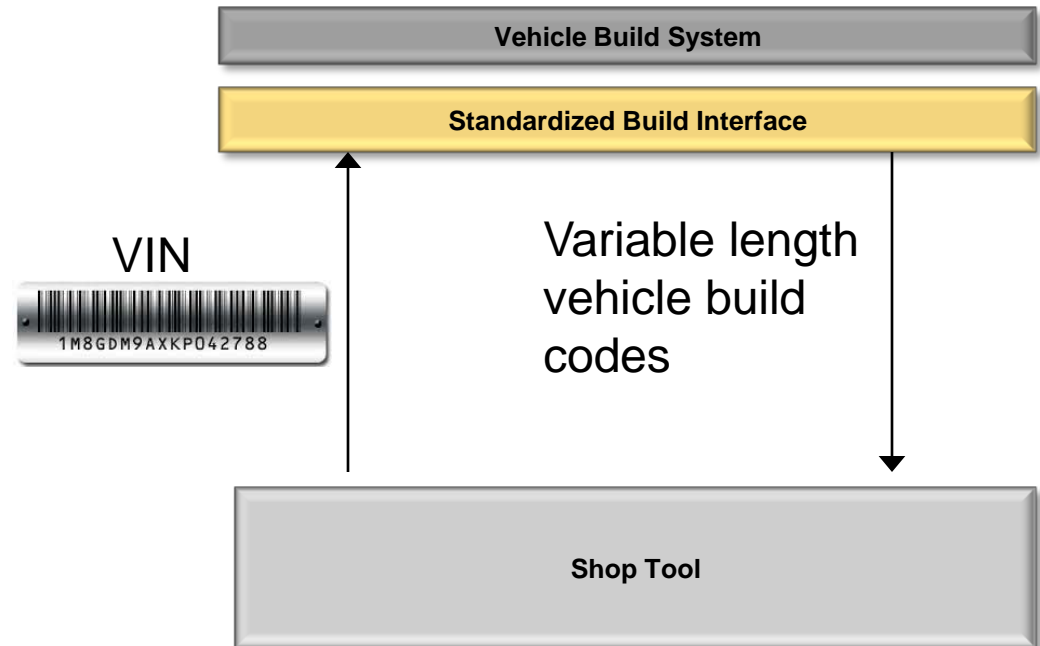 Vehicle Build System
Standardized Build Interface
VIN
1M8GDM9AXKP042788
Variable length
vehicle build
codes
Shop Tool